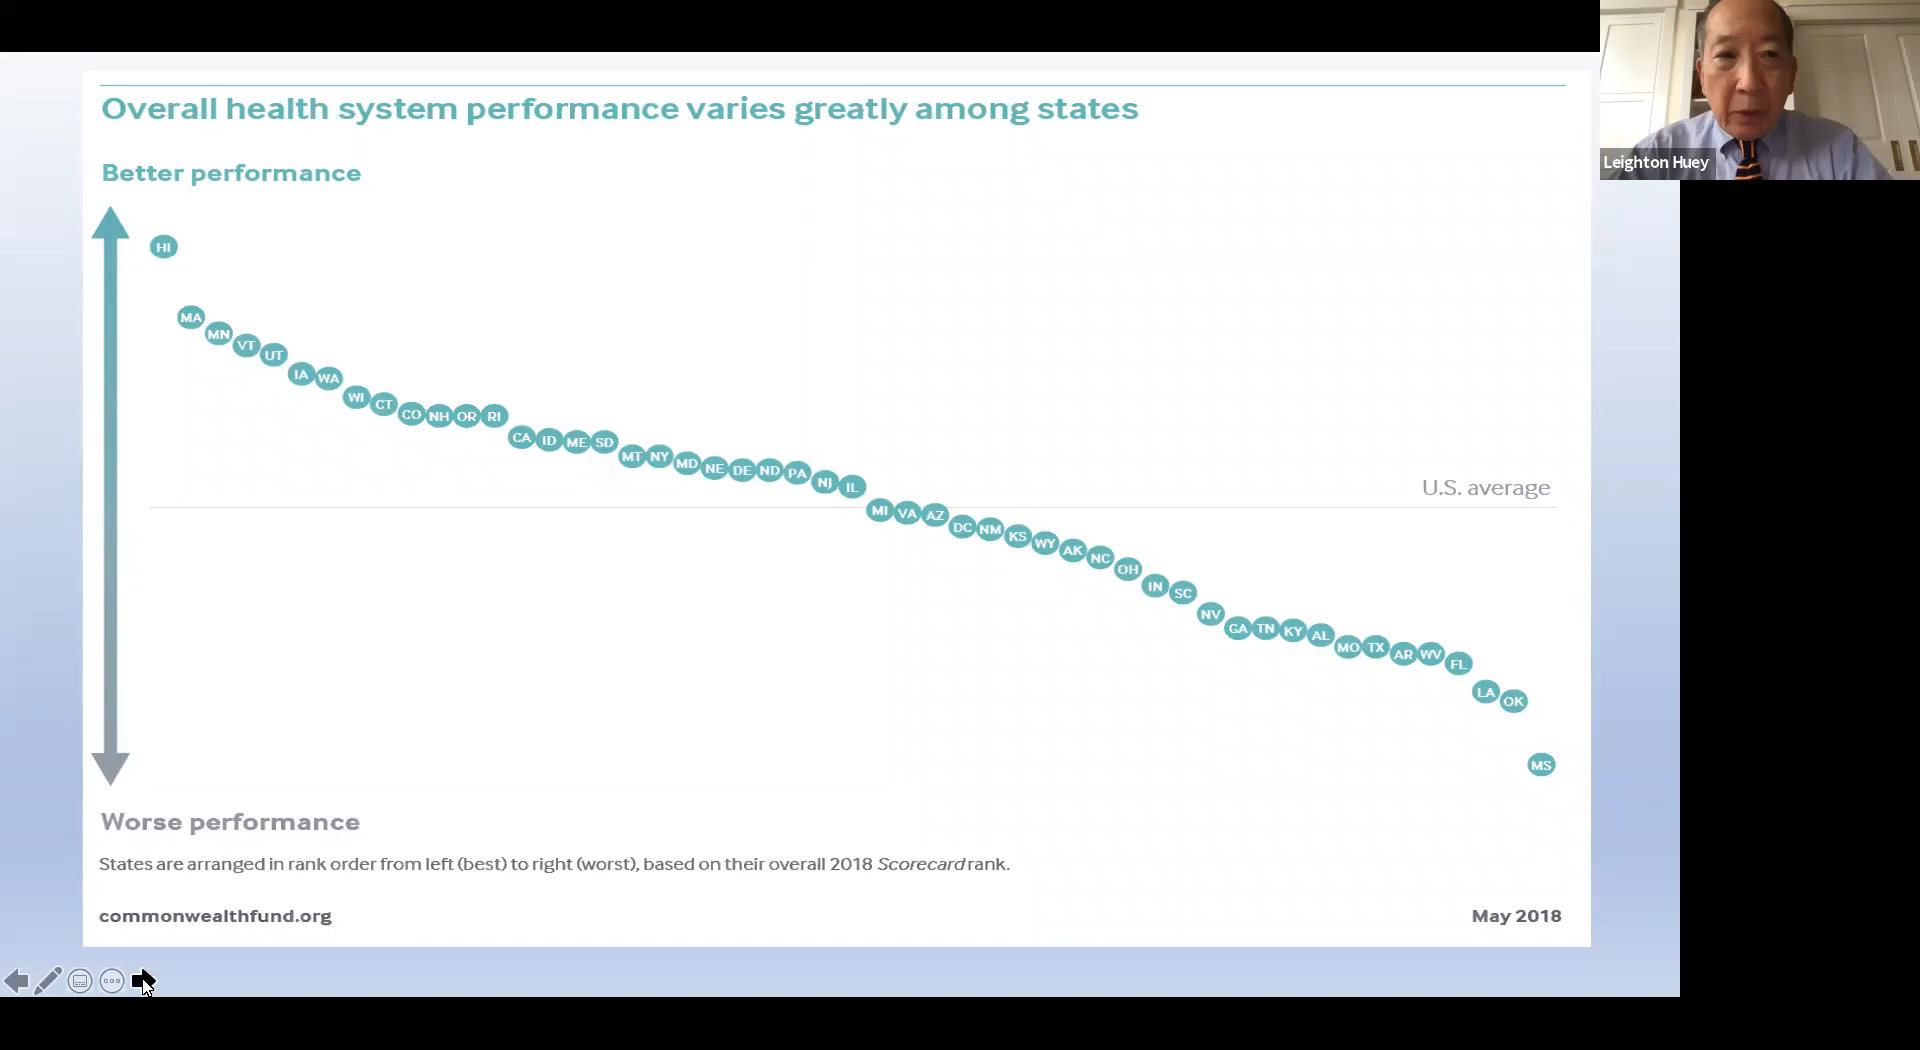 Overall health system performance varies greatly among states
Better performance
HI
MA
MN
VT
UT
IA
WA
WI
CT
CO
NH
OR
RI
CA
ID
ME
SD
MT
NY
MD
NE
DE
ND
PA
NJ
IL
U.S. average
MI
VA
AZ
DC
NM
KS
WY
AK
NC
OH
IN
SC
NV
GA
TN
KY
AL
MO
TX
AR
WV
FL
LA
OK
MS
Worse performance
States are arranged in rank order from left (best) to right (worst), based on their overall 2018 Scorecard rank.
commonwealthfund.org
May 2018
Leighton Huey